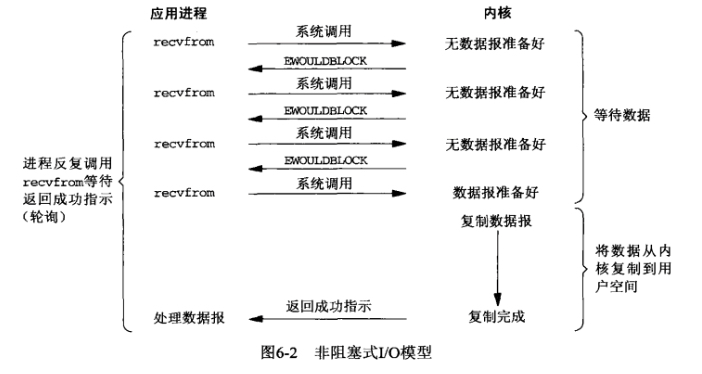 应用进程
内核
recvfrom
系统调用
无数据报准备好
EWOULDBLOCK
recvfrom
系统调用
无数据报准备好
EWOULDBLOCK
recvfrom
系统调用
无数据报准备好
EWOULDBLOCK
recvfrom
系统调用
数据报准备好
等待数据
进程反复调用
recvfrom等待
返回成功指示
（轮询）
复制数据报
将数据从内
核复制到用
户空间
处理数据报
返回成功指示
复制完成
图6-2 非阻塞式I/O模型